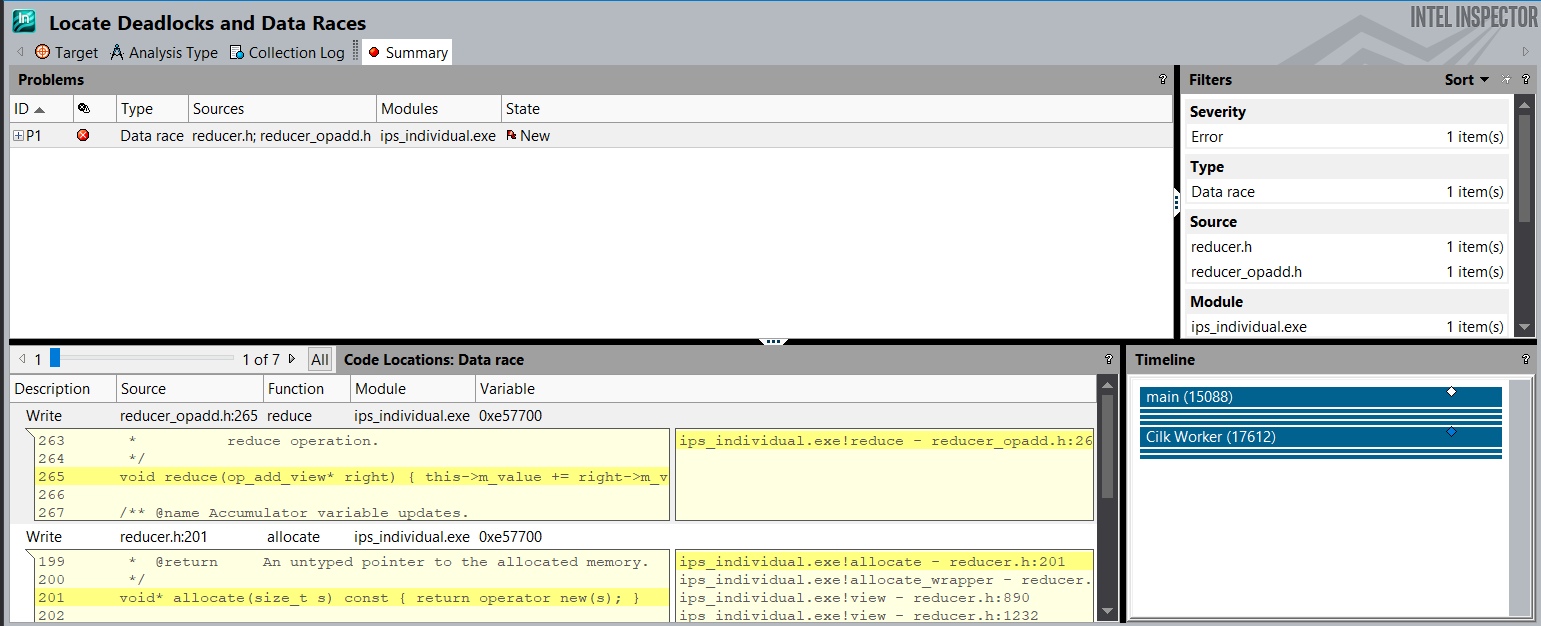 Locate Deadlocks and Data Races
INTEL INSPECTOR
Target Analysis Type Collection Log Summary
Problems ?
ID Type Sources Modules State
P1 Data race reducer.h; reducer_opadd.h ips_individual.exe New
Filters Sort ?
Severity
Error 1 item(s)
Type
Data race 1 item(s)
Source
reducer.h 1 item(s)
reducer_opadd.h 1 item(s)
Module
ips_individual.exe 1 item(s)
1 1 of 7 All Code Locations: Data race ?
Description Source Function Module Variable
Write reducer_opadd.h:265 reduce ips_individual.exe 0xe57700
263 * reduce operation.
264 */
265 void reduce(op_add_view* right) { this->m_value += right->m_v
266
267 /** @name Accumulator variable updates.
ips_individual.exe!reduce - reducer_opadd.h:26
Write reducer.h:201 allocate ips_individual.exe 0xe57700
199 * @return An untyped pointer to the allocated memory.
200 */
201 void* allocate(size_t s) const { return operator new(s); }
202
ips_individual.exe!allocate - reducer.h:201
ips_individual.exe!allocate_wrapper - reducer.
ips_individual.exe!view - reducer.h:890
ips_individual.exe!view - reducer.h:1232
Timeline ?
main (15088)
Cilk Worker (17612)